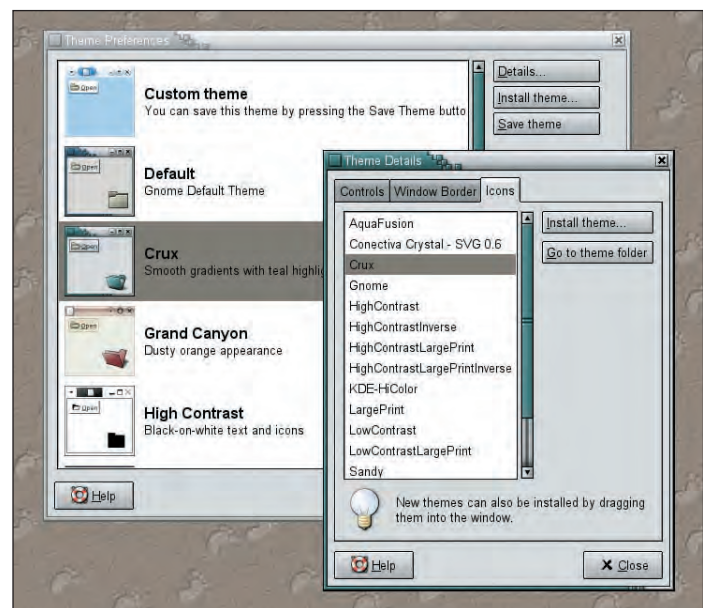 Theme Preferences
Open
Custom theme
You can save this theme by pressing the Save Theme butto
Open
Default
Gnome Default Theme
Open
Crux
Smooth gradients with teal highli
Open
Grand Canyon
Dusty orange appearance
Open
High Contrast
Black-on-white text and icons
Help
Details...
Install theme...
Save theme
Theme Details
Controls
Window Border
Icons
AquaFusion
Conectiva Crystal - SVG 0.6
Crux
Gnome
HighContrast
HighContrastInverse
HighContrastLargePrint
HighContrastLargePrintInverse
KDE-HiColor
LargePrint
LowContrast
LowContrastLargePrint
Sandy
Install theme...
Go to theme folder
New themes can also be installed by dragging
them into the window.
Help
Close